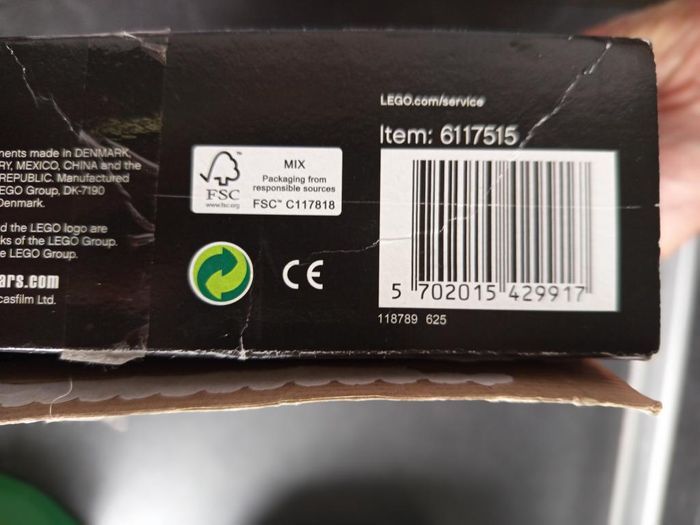 ments made in DENMARK,
RY, MEXICO, CHINA and the
REPUBLIC. Manufactured
EGO Group, DK-7190
Denmark.
d the LEGO logo are
ks of the LEGO Group.
e LEGO Group.
ars.com
casfilm Ltd.
FSC
www.fsc.org
MIX
Packaging from
responsible sources
FSC™ C117818
CE
LEGO.com/service
Item: 6117515
5 702015 429917
118789 625